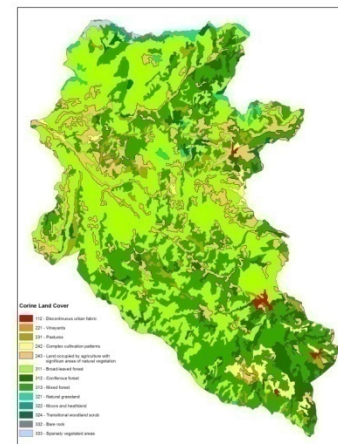 Corine Land Cover
112 - Discontinuous urban fabric
221 - Vineyards
231 - Pastures
242 - Complex cultivation patterns
243 - Land occupied by agriculture with
significant areas of natural vegetation
311 - Broad-leaved forest
312 - Coniferous forest
313 - Mixed forest
321 - Natural grassland
322 - Moors and heathland
324 - Transitional woodland scrub
332 - Bare rock
333 - Sparsely vegetated areas